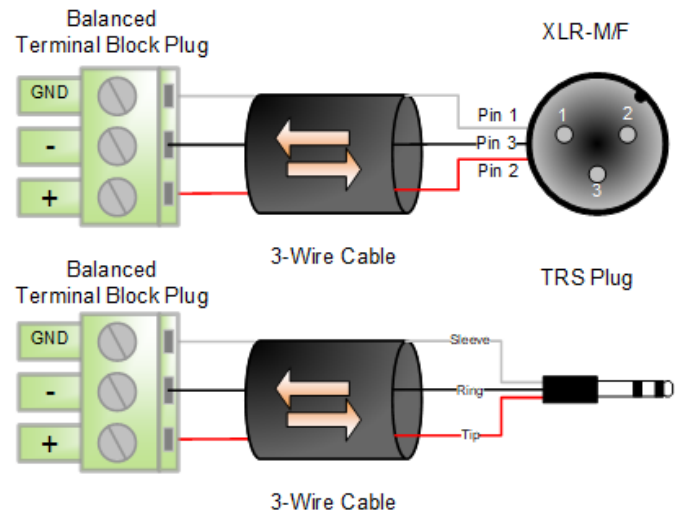 Balanced
Terminal Block Plug
XLR-M/F
GND
-
+
Pin 1
Pin 3
Pin 2
1
2
3
3-Wire Cable
Balanced
Terminal Block Plug
TRS Plug
GND
-
+
Sleeve
Ring
Tip
3-Wire Cable